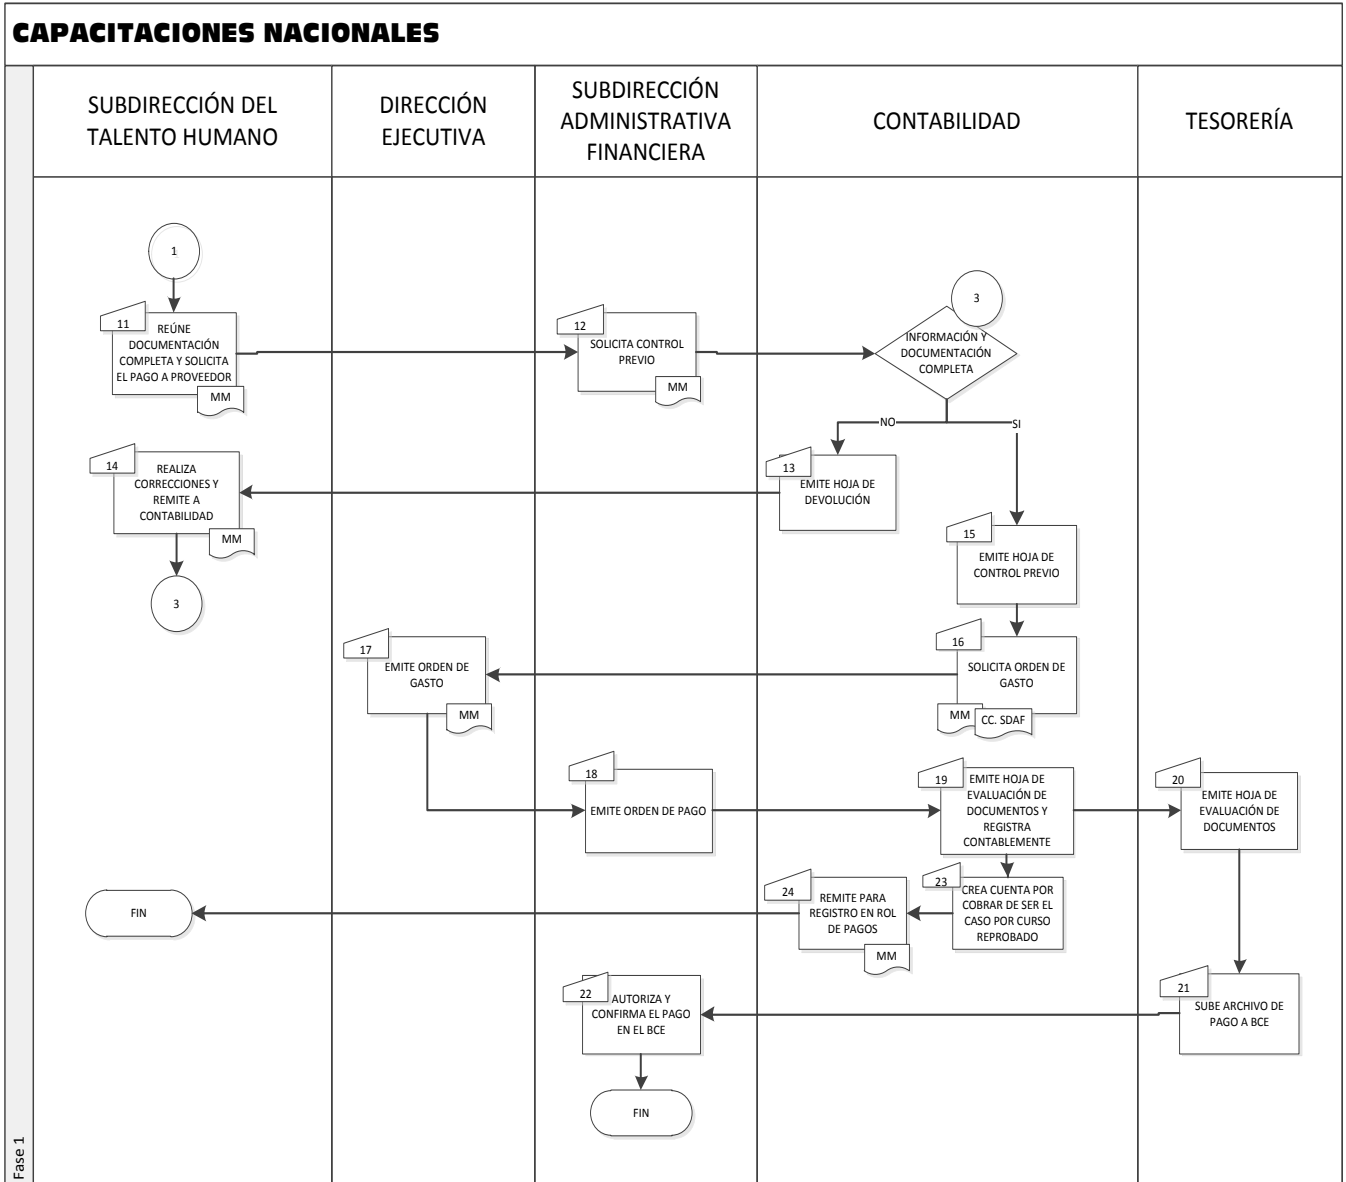 CAPACITACIONES NACIONALES
SUBDIRECCIÓN DEL
TALENTO HUMANO
DIRECCIÓN
EJECUTIVA
SUBDIRECCIÓN
ADMINISTRATIVA
FINANCIERA
CONTABILIDAD
TESORERÍA
1
11
REÚNE
DOCUMENTACIÓN
COMPLETA Y SOLICITA
EL PAGO A PROVEEDOR
MM
12
SOLICITA CONTROL
PREVIO
MM
3
INFORMACIÓN Y
DOCUMENTACIÓN
COMPLETA
NO
SI
13
EMITE HOJA DE
DEVOLUCIÓN
14
REALIZA
CORRECCIONES Y
REMITE A
CONTABILIDAD
MM
3
15
EMITE HOJA DE
CONTROL PREVIO
16
SOLICITA ORDEN DE
GASTO
MM
CC. SDAF
17
EMITE ORDEN DE
GASTO
MM
18
EMITE ORDEN DE PAGO
19
EMITE HOJA DE
EVALUACIÓN DE
DOCUMENTOS Y
REGISTRA
CONTABLEMENTE
20
EMITE HOJA DE
EVALUACIÓN DE
DOCUMENTOS
23
CREA CUENTA POR
COBRAR DE SER EL
CASO POR CURSO
REPROBADO
24
REMITE PARA
REGISTRO EN ROL
DE PAGOS
MM
FIN
21
SUBE ARCHIVO DE
PAGO A BCE
22
AUTORIZA Y
CONFIRMA EL PAGO
EN EL BCE
FIN
Fase 1